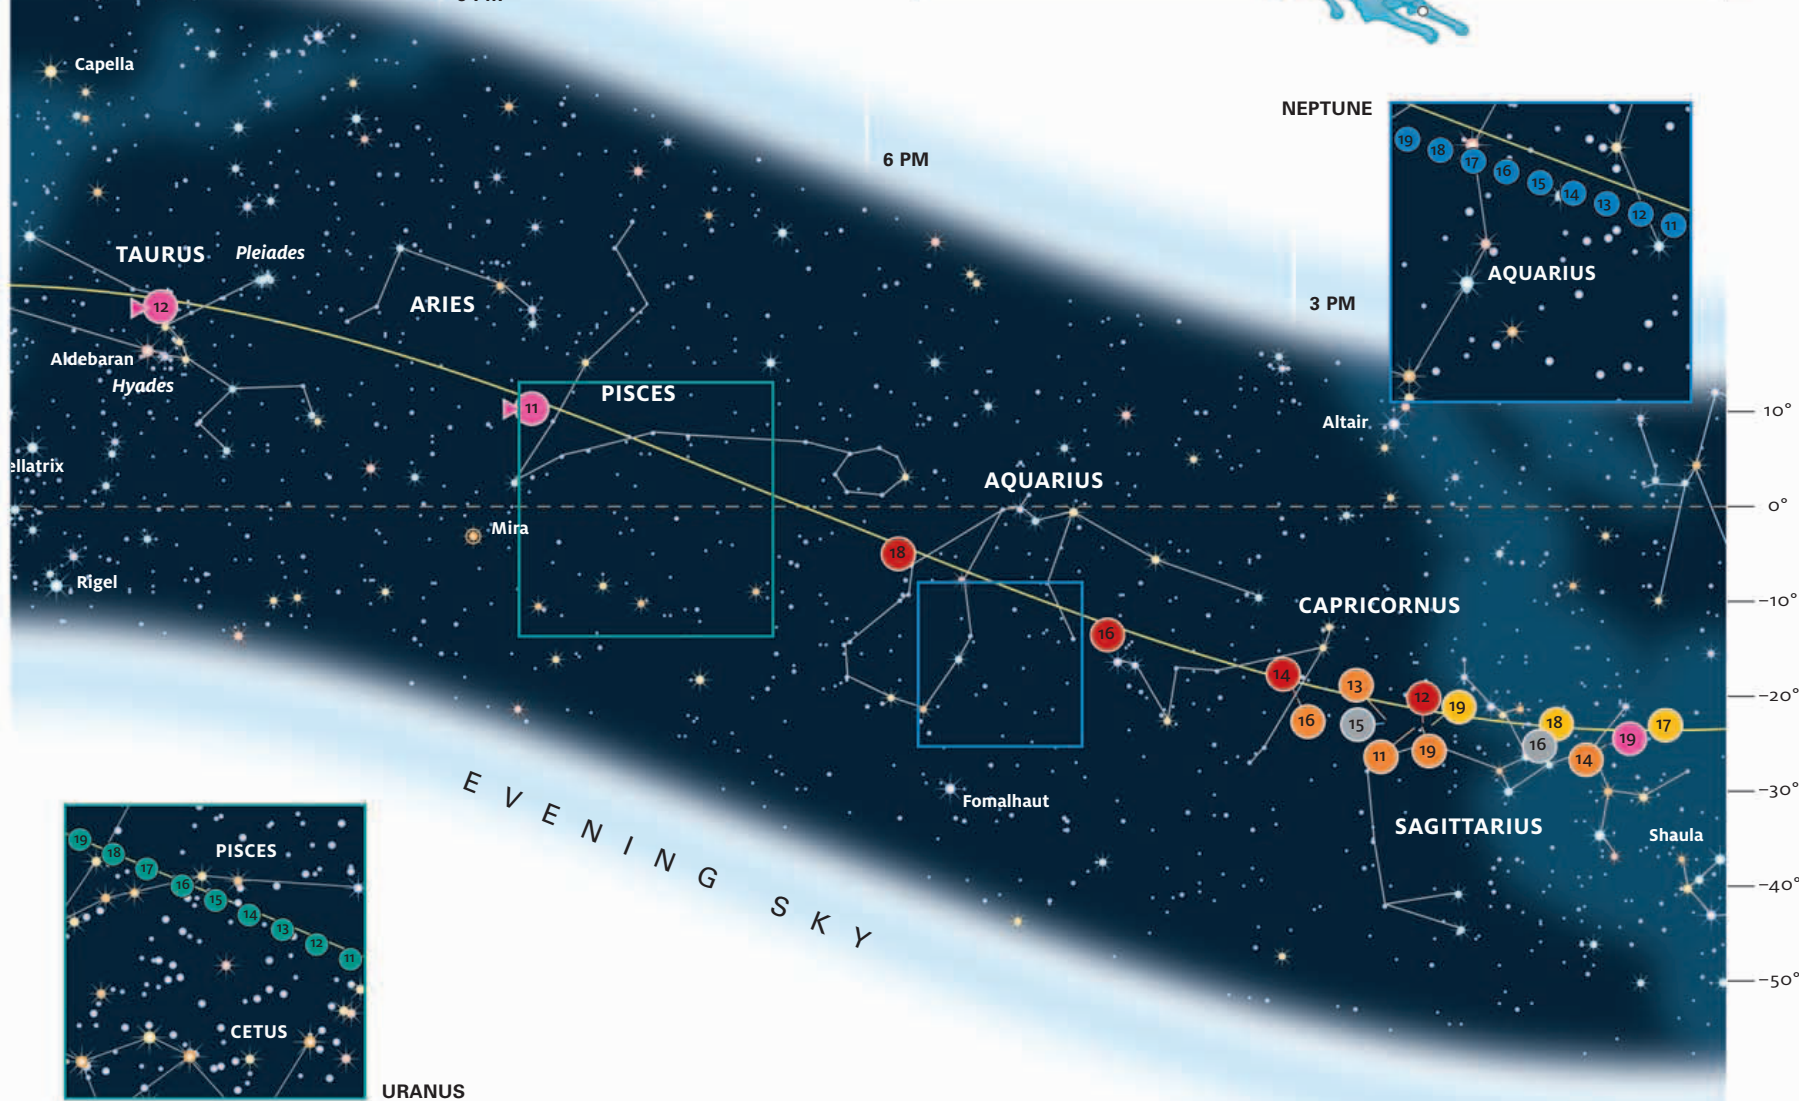 Capella
6 PM
NEPTUNE
19
18
17
16
15
14
13
12
11
AQUARIUS
3 PM
TAURUS
Pleiades
12
ARIES
Aldebaran
Hyades
PISCES
11
Altair
10°
AQUARIUS
ellatrix
0°
Mira
18
Rigel
CAPRICORNUS
-10°
16
14
13
12
19
-20°
16
15
18
17
16
19
11
19
14
Fomalhaut
-30°
SAGITTARIUS
Shaula
EVENING SKY
-40°
-50°
19
18
17
16
15
14
13
12
11
PISCES
CETUS
URANUS